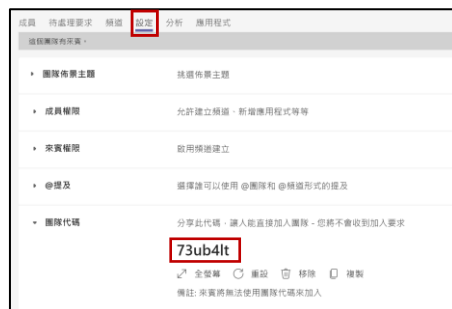 成員 待處理要求 頻道 設定 分析 應用程式
這個團隊有來賓。
團隊佈景主題 挑選佈景主題
成員權限 允許建立頻道、新增應用程式等等
來賓權限 啟用頻道建立
@提及 選擇誰可以使用 @團隊和 @頻道形式的提及
團隊代碼 分享此代碼，讓人能直接加入團隊 - 您將不會收到加入要求
73ub4lt
全螢幕 重設 移除 複製
備註: 來賓將無法使用團隊代碼來加入